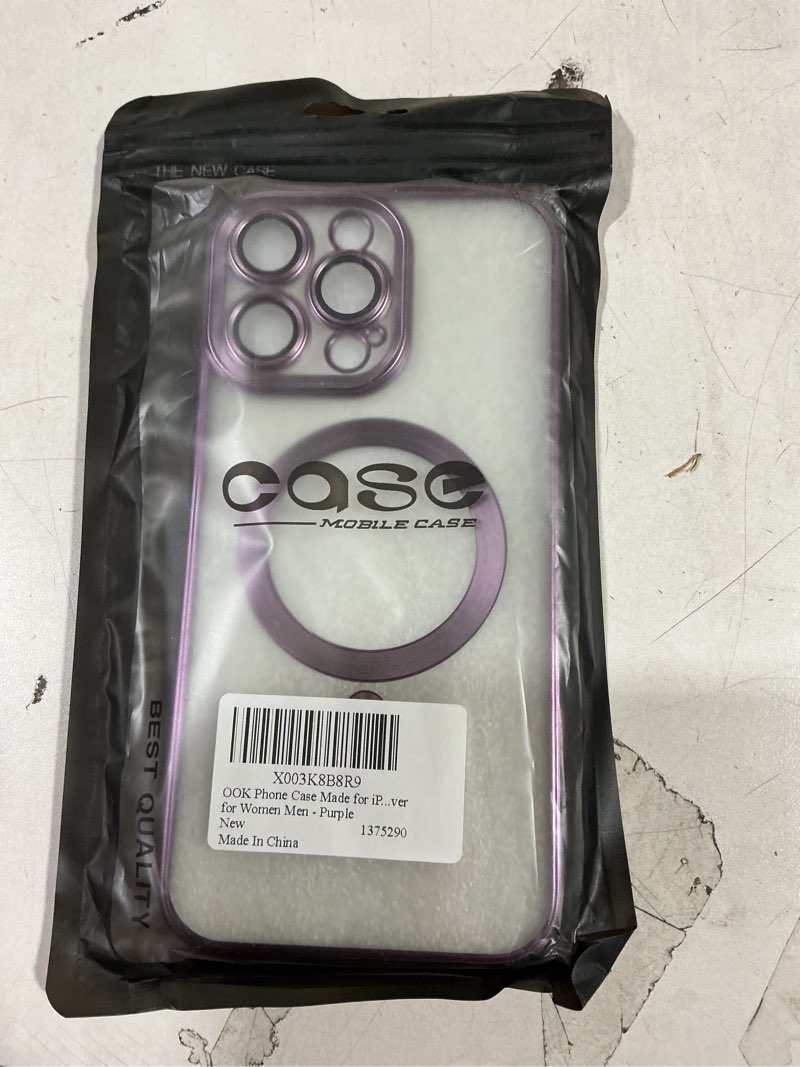 THE NEW CASE
case
MOBILE CASE
BEST QUALITY
X003K8B8R9
OOK Phone Case Made for iP...ver
for Women Men - Purple
New
1375290
Made In China